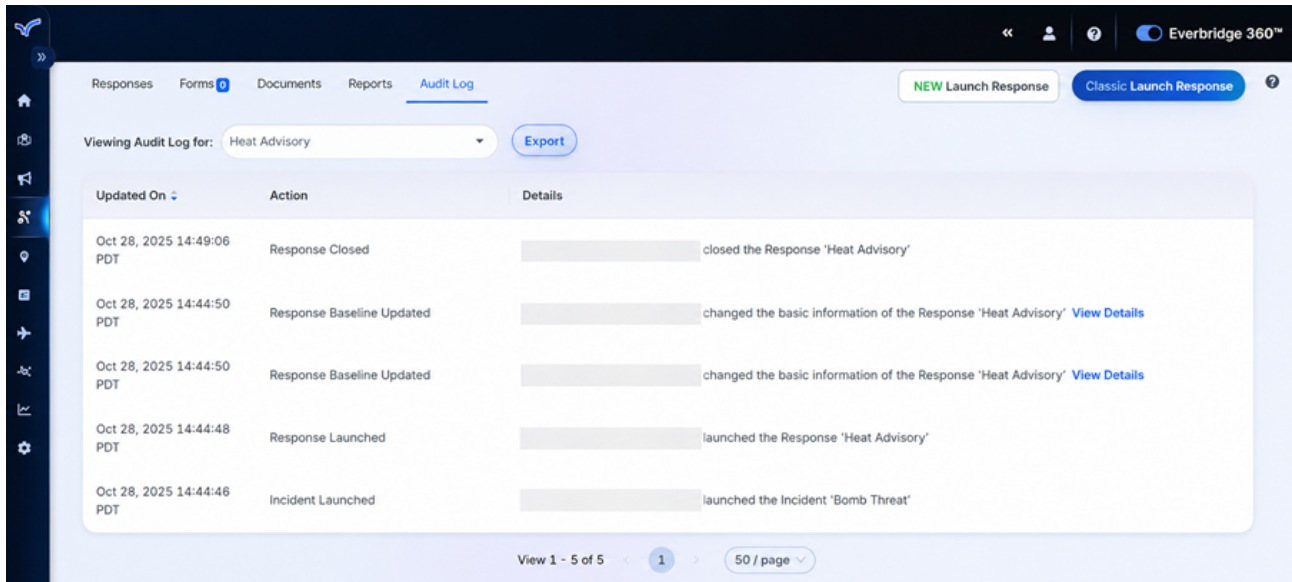 Everbridge 360™
Responses Forms 0 Documents Reports Audit Log NEW Launch Response Classic Launch Response
Viewing Audit Log for: Heat Advisory Export
Updated On Action Details
Oct 28, 2025 14:49:06
PDT
Response Closed
closed the Response 'Heat Advisory'
Oct 28, 2025 14:44:50
PDT
Response Baseline Updated
changed the basic information of the Response 'Heat Advisory' View Details
Oct 28, 2025 14:44:50
PDT
Response Baseline Updated
changed the basic information of the Response 'Heat Advisory' View Details
Oct 28, 2025 14:44:48
PDT
Response Launched
launched the Response 'Heat Advisory'
Oct 28, 2025 14:44:46
PDT
Incident Launched
launched the Incident 'Bomb Threat'
View 1 - 5 of 5 1 50 / page